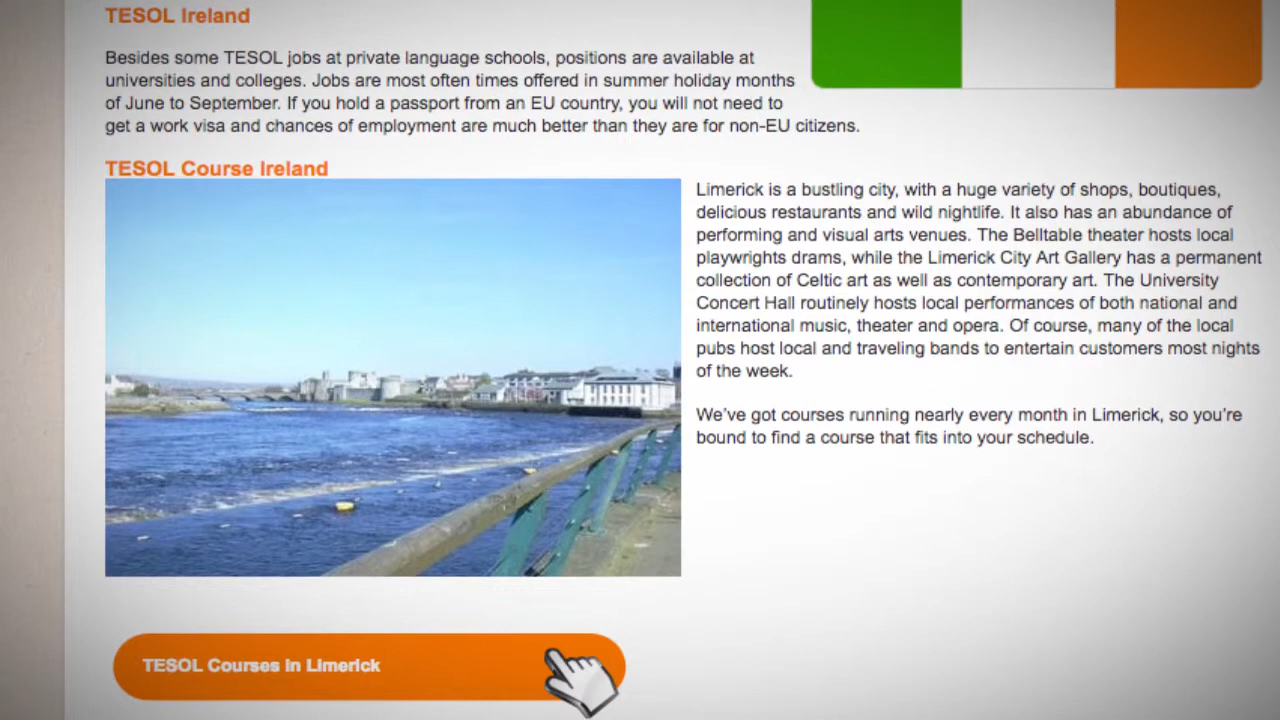 TESOL Ireland
Besides some TESOL jobs at private language schools, positions are available at
universities and colleges. Jobs are most often times offered in summer holiday months
of June to September. If you hold a passport from an EU country, you will not need to
get a work visa and chances of employment are much better than they are for non-EU citizens.
TESOL Course Ireland
Limerick is a bustling city, with a huge variety of shops, boutiques,
delicious restaurants and wild nightlife. It also has an abundance of
performing and visual arts venues. The Belltable theater hosts local
playwrights drams, while the Limerick City Art Gallery has a permanent
collection of Celtic art as well as contemporary art. The University
Concert Hall routinely hosts local performances of both national and
international music, theater and opera. Of course, many of the local
pubs host local and traveling bands to entertain customers most nights
of the week.
We've got courses running nearly every month in Limerick, so you're
bound to find a course that fits into your schedule.
TESOL Courses in Limerick